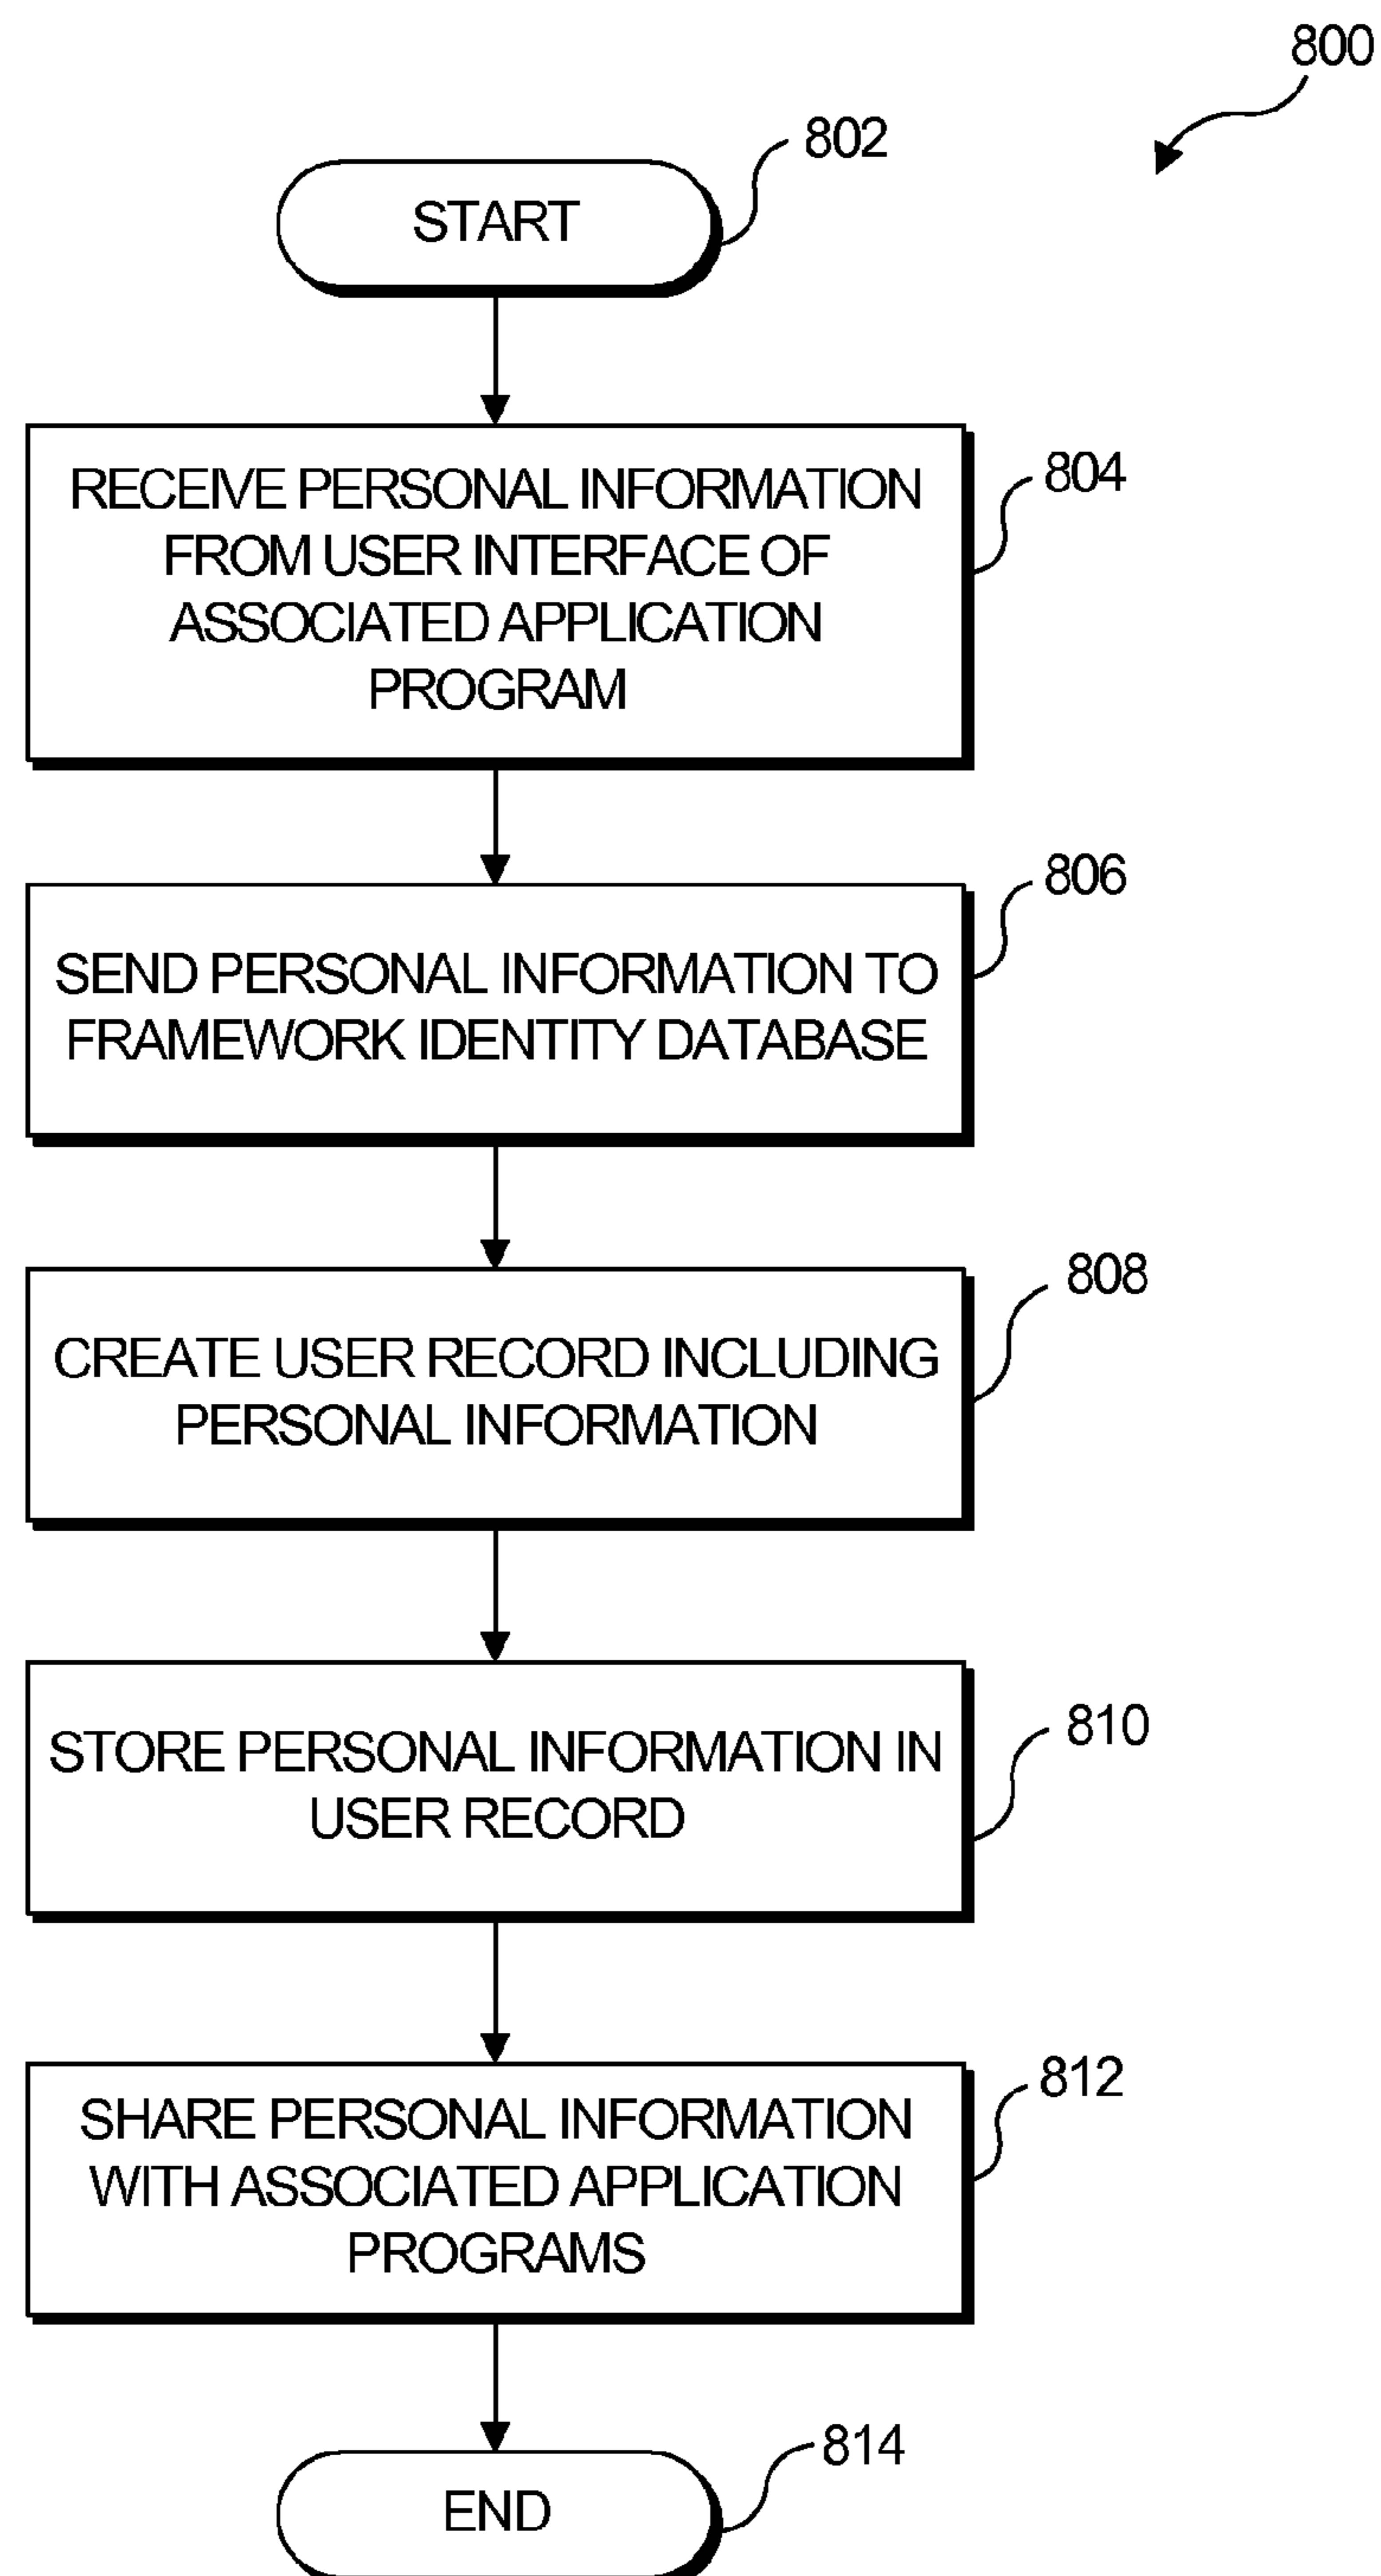 800
802
START
804
RECEIVE PERSONAL INFORMATION
FROM USER INTERFACE OF
ASSOCIATED APPLICATION
PROGRAM
806
SEND PERSONAL INFORMATION TO
FRAMEWORK IDENTITY DATABASE
808
CREATE USER RECORD INCLUDING
PERSONAL INFORMATION
810
STORE PERSONAL INFORMATION IN
USER RECORD
812
SHARE PERSONAL INFORMATION
WITH ASSOCIATED APPLICATION
PROGRAMS
814
END